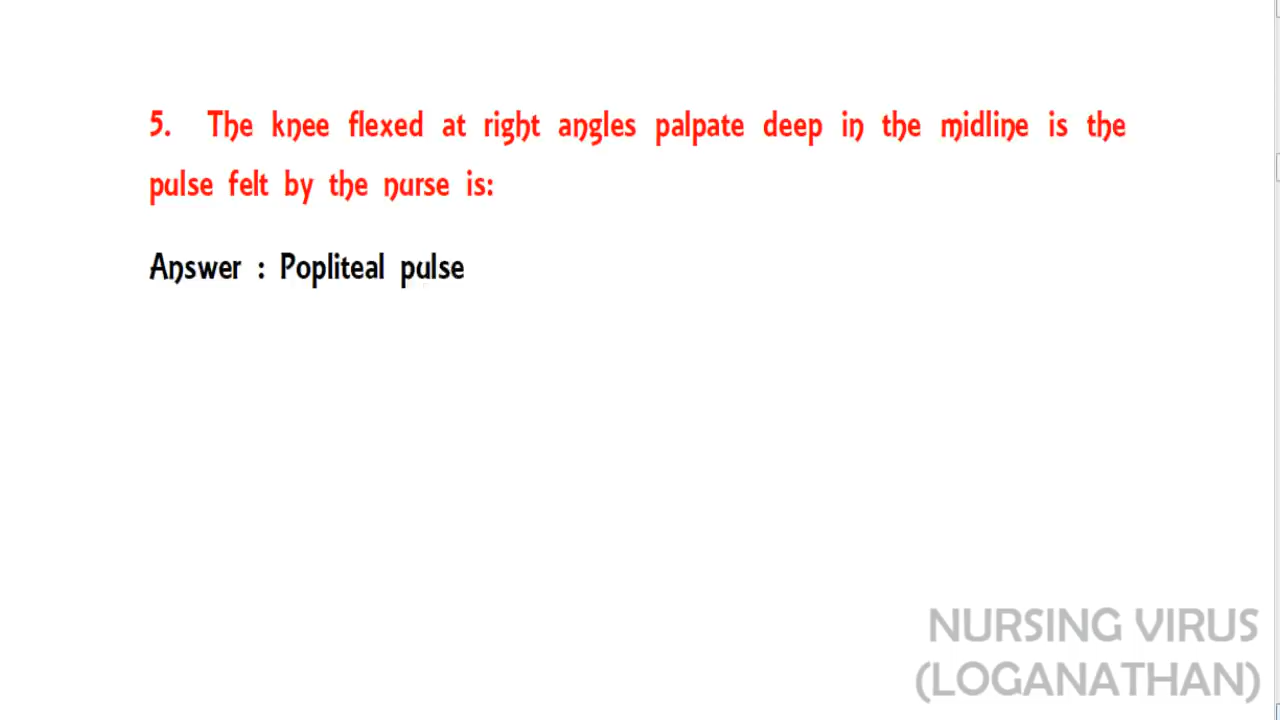 5. The knee flexed at right angles palpate deep in the midline is the
pulse felt by the nurse is:
Answer : Popliteal pulse
NURSING VIRUS
(LOGANATHAN)